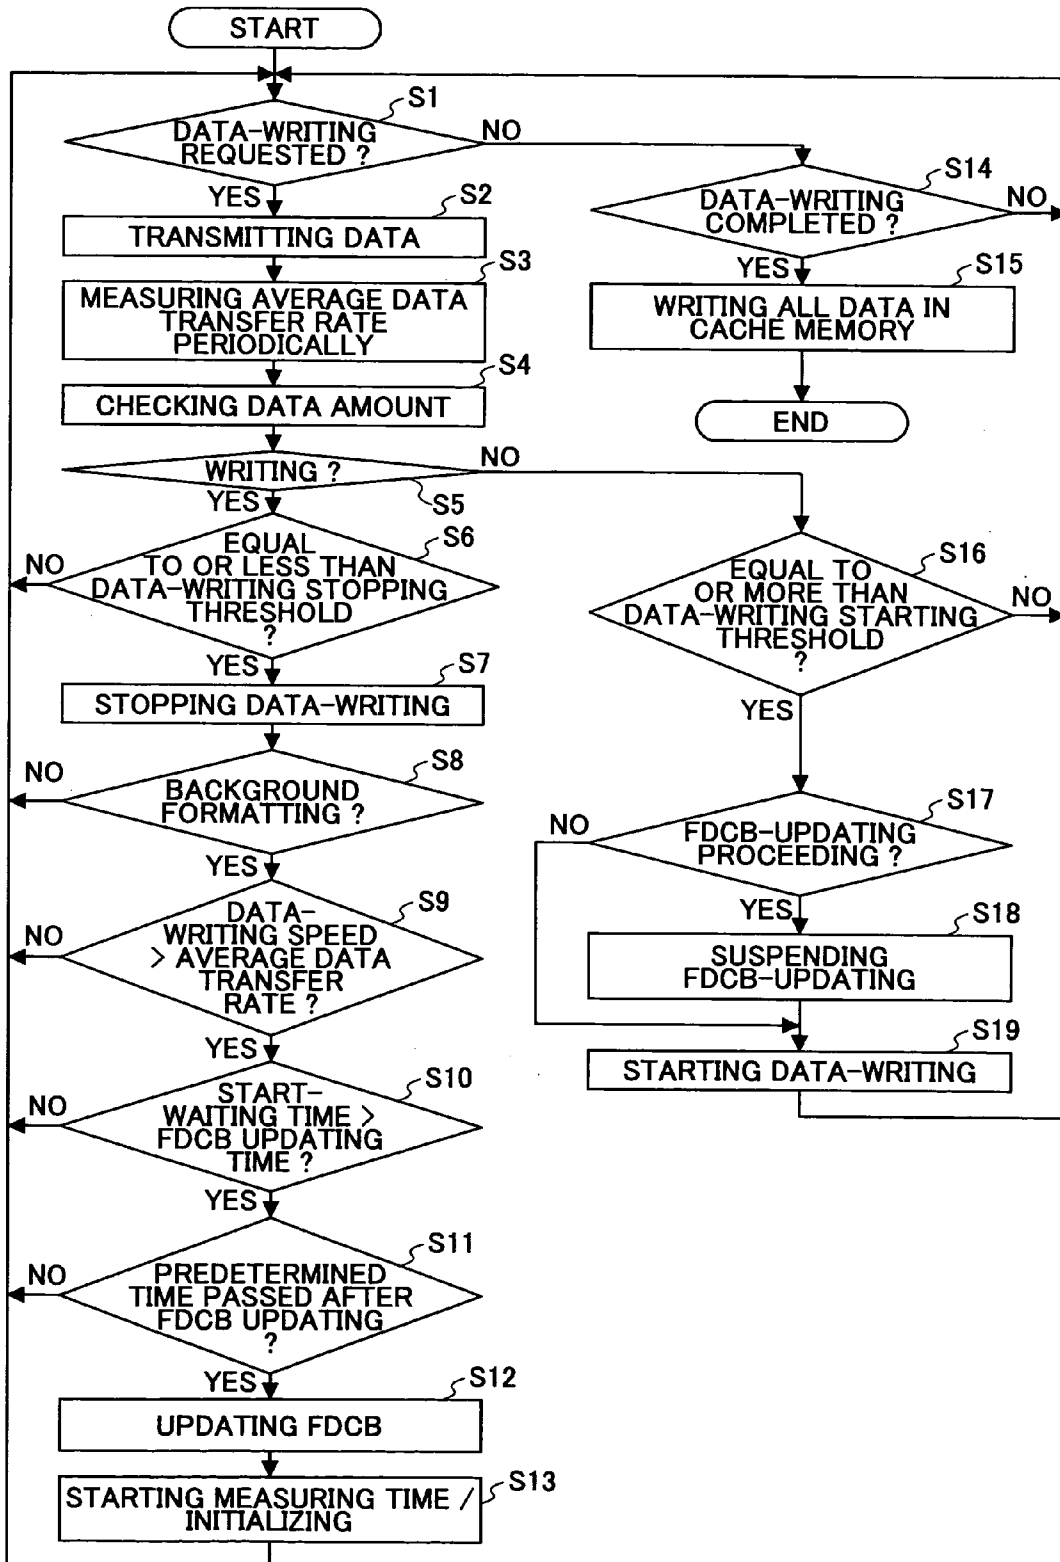 START
S1
DATA-WRITING
REQUESTED ?
NO
YES
S2
TRANSMITTING DATA
S3
MEASURING AVERAGE DATA
TRANSFER RATE
PERIODICALLY
S4
CHECKING DATA AMOUNT
WRITING ?
NO
YES
S5
S6
EQUAL
TO OR LESS THAN
DATA-WRITING STOPPING
THRESHOLD
?
NO
YES
S7
STOPPING DATA-WRITING
S8
BACKGROUND
FORMATTING ?
NO
YES
S9
DATA-
WRITING SPEED
> AVERAGE DATA
TRANSFER
RATE ?
NO
YES
S10
START-
WAITING TIME >
FDCB UPDATING
TIME ?
NO
YES
S11
PREDETERMINED
TIME PASSED AFTER
FDCB UPDATING
?
NO
YES
S12
UPDATING FDCB
S13
STARTING MEASURING TIME /
INITIALIZING
S14
DATA-WRITING
COMPLETED ?
NO
YES
S15
WRITING ALL DATA IN
CACHE MEMORY
END
S16
EQUAL TO
OR MORE THAN
DATA-WRITING STARTING
THRESHOLD
?
NO
YES
S17
FDCB-UPDATING
PROCEEDING ?
NO
YES
S18
SUSPENDING
FDCB-UPDATING
S19
STARTING DATA-WRITING